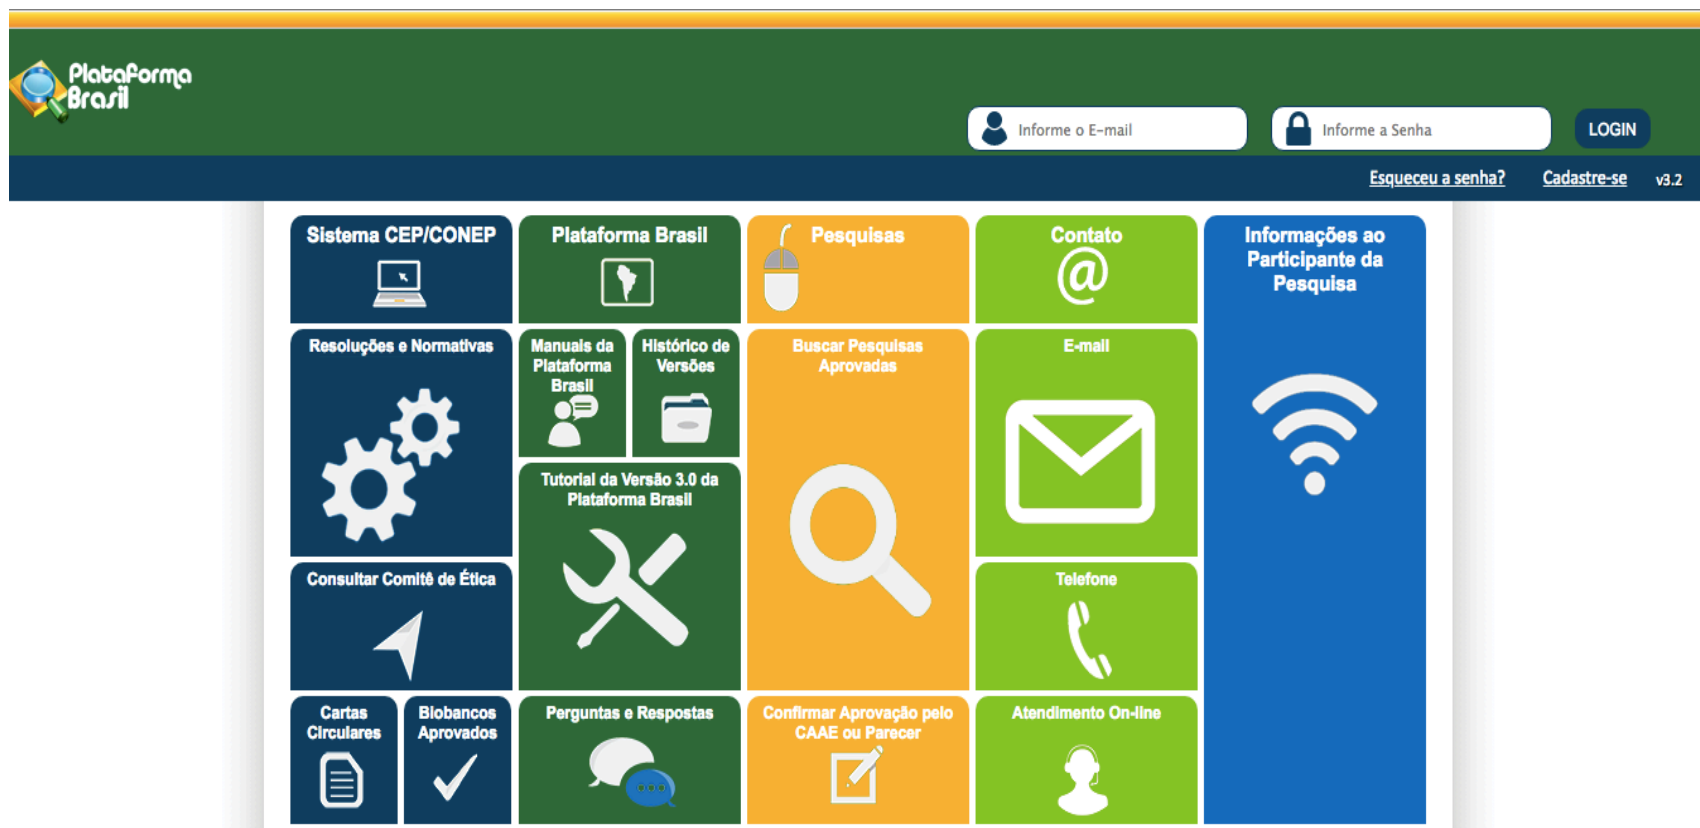 Plataforma
Brasil
Informe o E-mail
Informe a Senha
LOGIN
Esqueceu a senha?
Cadastre-se
v3.2
Sistema CEP/CONEP
Plataforma Brasil
Pesquisas
Contato
Informações ao
Participante da
Pesquisa
Resoluções e Normativas
Manuais da
Plataforma
Brasil
Histórico de
Versões
Buscar Pesquisas
Aprovadas
E-mail
Tutorial da Versão 3.0 da
Plataforma Brasil
Consultar Comitê de Ética
Telefone
Cartas
Circulares
Biobancos
Aprovados
Perguntas e Respostas
Confirmar Aprovação pelo
CAAE ou Parecer
Atendimento On-line